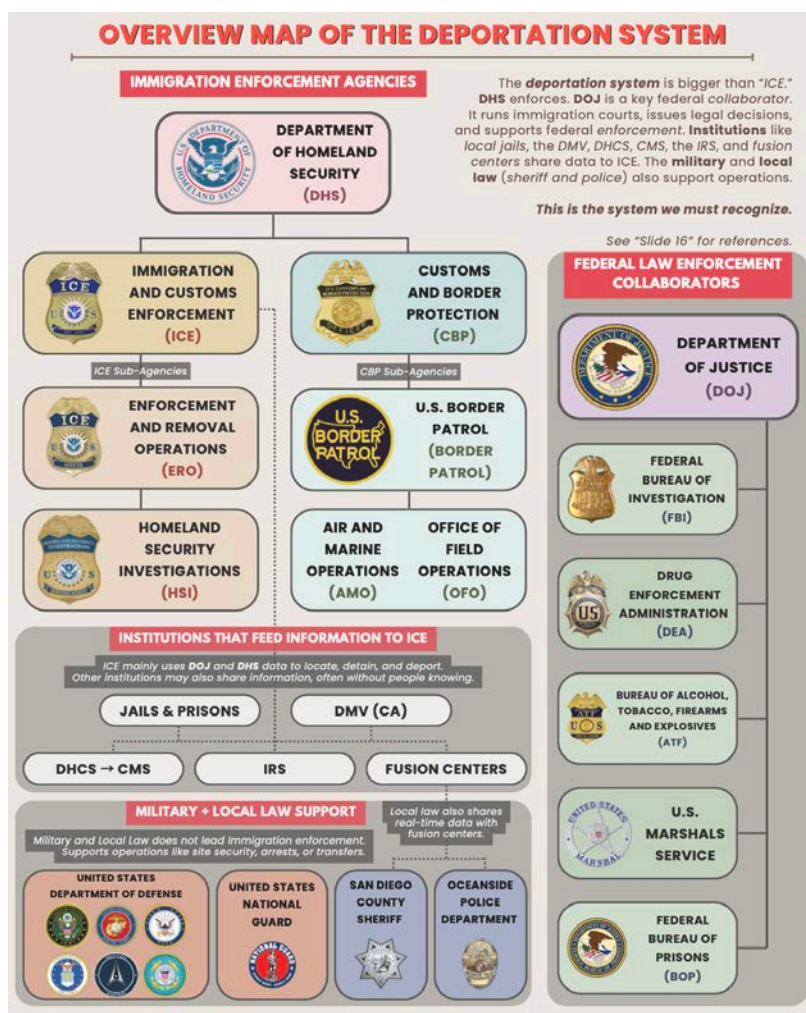 OVERVIEW MAP OF THE DEPORTATION SYSTEM
IMMIGRATION ENFORCEMENT AGENCIES
The deportation system is bigger than “ICE.”
DHS enforces. DOJ is a key federal collaborator.
It runs immigration courts, issues legal decisions,
and supports federal enforcement. Institutions like
local jails, the DMV, DHCS, CMS, the IRS, and fusion
centers share data to ICE. The military and local
law (sheriff and police) also support operations.
This is the system we must recognize.
See “Slide 16” for references.
DEPARTMENT
OF HOMELAND
SECURITY
(DHS)
IMMIGRATION
AND CUSTOMS
ENFORCEMENT
(ICE)
ICE
U S
CUSTOMS
AND BORDER
PROTECTION
(CBP)
OFFICER
ICE Sub-Agencies
CBP Sub-Agencies
ENFORCEMENT
AND REMOVAL
OPERATIONS
(ERO)
ICE
U S
U.S.
BORDER
PATROL
U.S. BORDER
PATROL
(BORDER
PATROL)
HOMELAND
SECURITY
INVESTIGATIONS
(HSI)
U S
AIR AND
MARINE
OPERATIONS
(AMO)
OFFICE OF
FIELD
OPERATIONS
(OFO)
FEDERAL LAW ENFORCEMENT
COLLABORATORS
DEPARTMENT
OF JUSTICE
(DOJ)
FEDERAL
BUREAU OF
INVESTIGATION
(FBI)
DRUG
ENFORCEMENT
ADMINISTRATION
(DEA)
US
BUREAU OF ALCOHOL,
TOBACCO, FIREARMS
AND EXPLOSIVES
(ATF)
ATF
U S
U.S.
MARSHALS
SERVICE
UNITED STATES
MARSHAL
FEDERAL
BUREAU OF
PRISONS
(BOP)
INSTITUTIONS THAT FEED INFORMATION TO ICE
ICE mainly uses DOJ and DHS data to locate, detain, and deport.
Other institutions may also share information, often without people knowing.
JAILS & PRISONS
DMV (CA)
DHCS → CMS
IRS
FUSION CENTERS
MILITARY + LOCAL LAW SUPPORT
Military and Local Law does not lead immigration enforcement.
Supports operations like site security, arrests, or transfers.
Local law also shares
real-time data with
fusion centers.
UNITED STATES
DEPARTMENT OF DEFENSE
UNITED STATES
NATIONAL
GUARD
NATIONAL GUARD
SAN DIEGO
COUNTY
SHERIFF
OCEANSIDE
POLICE
DEPARTMENT